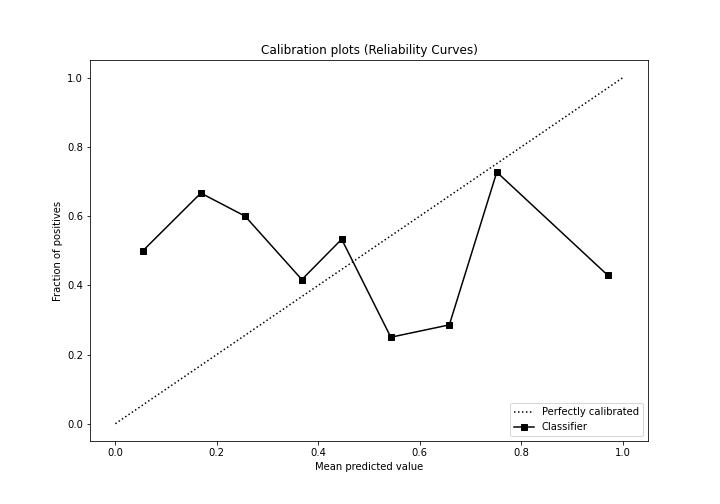 Calibration plots (Reliability Curves)
1.0
0.8
0.6
0.4
0.2
0.0
Fraction of positives
0.0 0.2 0.4 0.6 0.8 1.0
Mean predicted value
Perfectly calibrated
Classifier